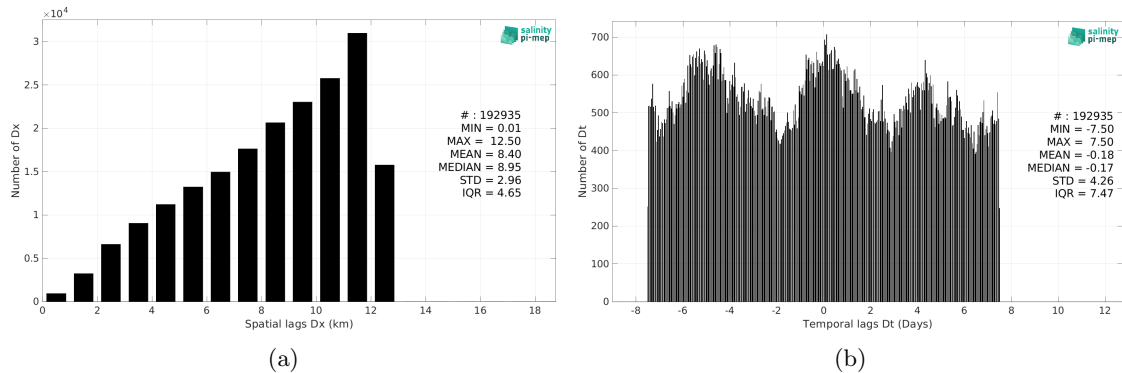 ×10⁴
3
2.5
2
1.5
1
0.5
0
Number of Dx
0 2 4 6 8 10 12 14 16 18
Spatial lags Dx (km)
salinity
pi-mep
# : 192935
MIN = 0.01
MAX = 12.50
MEAN = 8.40
MEDIAN = 8.95
STD = 2.96
IQR = 4.65
(a)
700
600
500
400
300
200
100
0
Number of Dt
-8 -6 -4 -2 0 2 4 6 8 10 12
Temporal lags Dt (Days)
salinity
pi-mep
# : 192935
MIN = -7.50
MAX = 7.50
MEAN = -0.18
MEDIAN = -0.17
STD = 4.26
IQR = 7.47
(b)